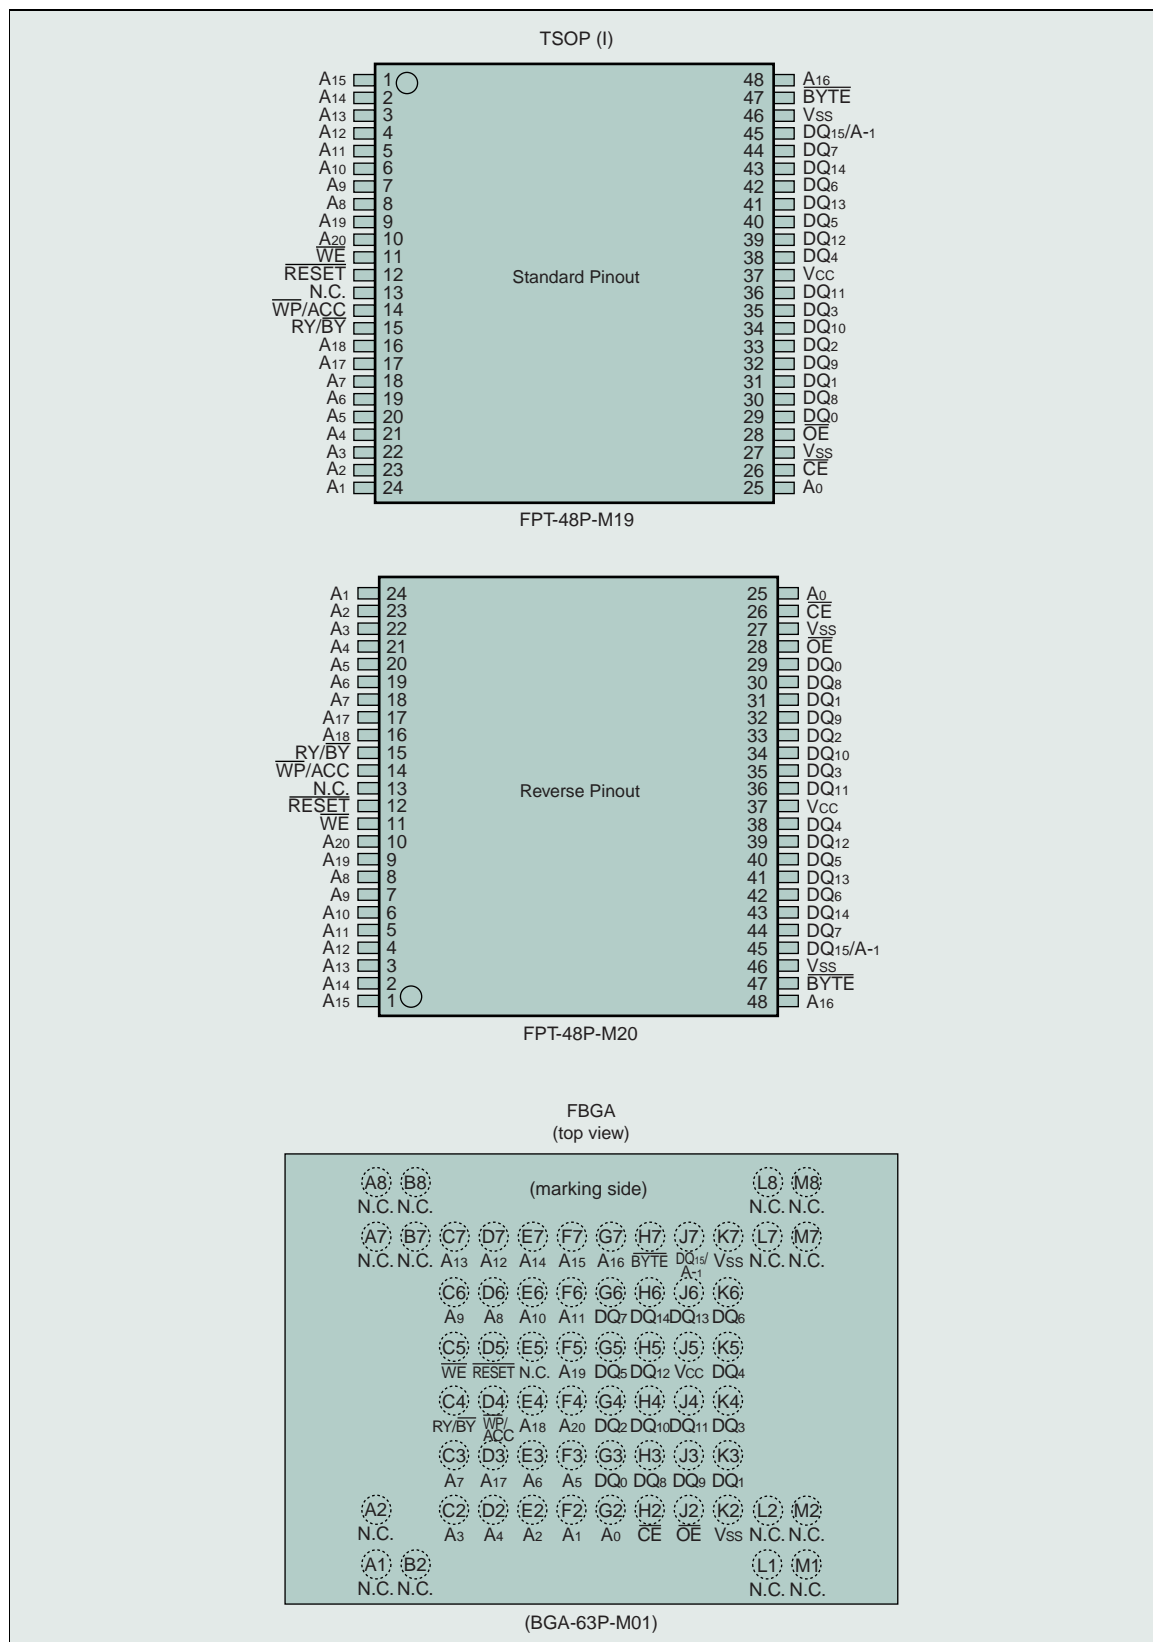 TSOP (I)
A15 1 48 A16
A14 2 47 BYTE
A13 3 46 VSS
A12 4 45 DQ15/A-1
A11 5 44 DQ7
A10 6 43 DQ14
A9 7 42 DQ6
A8 8 41 DQ13
A19 9 40 DQ5
A20 10 39 DQ12
WE 11 38 DQ4
RESET 12 37 VCC
Standard Pinout
N.C. 13 36 DQ11
WP/ACC 14 35 DQ3
RY/BY 15 34 DQ10
A18 16 33 DQ2
A17 17 32 DQ9
A7 18 31 DQ1
A6 19 30 DQ8
A5 20 29 DQ0
A4 21 28 OE
A3 22 27 VSS
A2 23 26 CE
A1 24 25 A0
FPT-48P-M19
A1 24 25 A0
A2 23 26 CE
A3 22 27 VSS
A4 21 28 OE
A5 20 29 DQ0
A6 19 30 DQ8
A7 18 31 DQ1
A17 17 32 DQ9
A18 16 33 DQ2
RY/BY 15 34 DQ10
WP/ACC 14 35 DQ3
N.C. 13 36 DQ11
Reverse Pinout
RESET 12 37 VCC
WE 11 38 DQ4
A20 10 39 DQ12
A19 9 40 DQ5
A8 8 41 DQ13
A9 7 42 DQ6
A10 6 43 DQ14
A11 5 44 DQ7
A12 4 45 DQ15/A-1
A13 3 46 VSS
A14 2 47 BYTE
A15 1 48 A16
FPT-48P-M20
FBGA
(top view)
A8 B8 (marking side) L8 M8
N.C. N.C. N.C. N.C.
A7 B7 C7 D7 E7 F7 G7 H7 J7 K7 L7 M7
N.C. N.C. A13 A12 A14 A15 A16 BYTE DQ15/ VSS N.C. N.C.
A-1
C6 D6 E6 F6 G6 H6 J6 K6
A9 A8 A10 A11 DQ7 DQ14 DQ13 DQ6
C5 D5 E5 F5 G5 H5 J5 K5
WE RESET N.C. A19 DQ5 DQ12 VCC DQ4
C4 D4 E4 F4 G4 H4 J4 K4
RY/BY WP/ A18 A20 DQ2 DQ10 DQ11 DQ3
ACC
C3 D3 E3 F3 G3 H3 J3 K3
A7 A17 A6 A5 DQ0 DQ8 DQ9 DQ1
A2 C2 D2 E2 F2 G2 H2 J2 K2 L2 M2
N.C. A3 A4 A2 A1 A0 CE OE VSS N.C. N.C.
A1 B2 L1 M1
N.C. N.C. N.C. N.C.
(BGA-63P-M01)